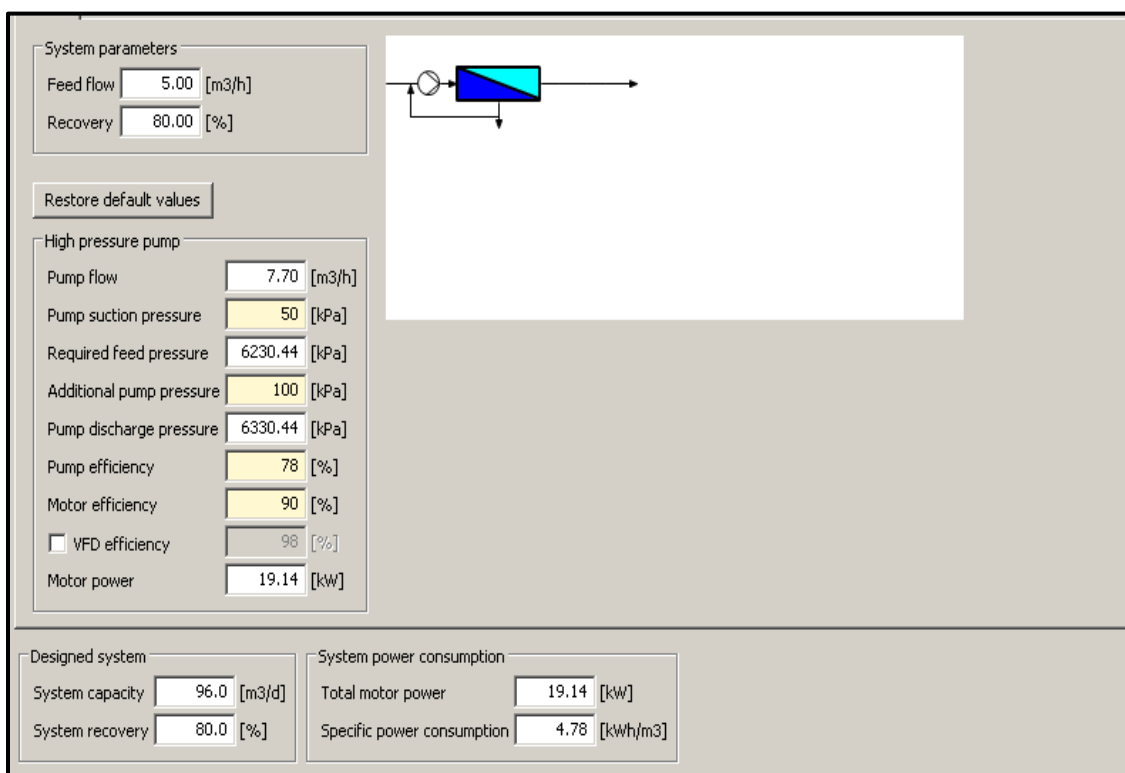 System parameters
Feed flow 5.00 [m3/h]
Recovery 80.00 [%]
Restore default values
High pressure pump
Pump flow 7.70 [m3/h]
Pump suction pressure 50 [kPa]
Required feed pressure 6230.44 [kPa]
Additional pump pressure 100 [kPa]
Pump discharge pressure 6330.44 [kPa]
Pump efficiency 78 [%]
Motor efficiency 90 [%]
VFD efficiency 98 [%]
Motor power 19.14 [kW]
Designed system
System capacity 96.0 [m3/d]
System recovery 80.0 [%]
System power consumption
Total motor power 19.14 [kW]
Specific power consumption 4.78 [kWh/m3]